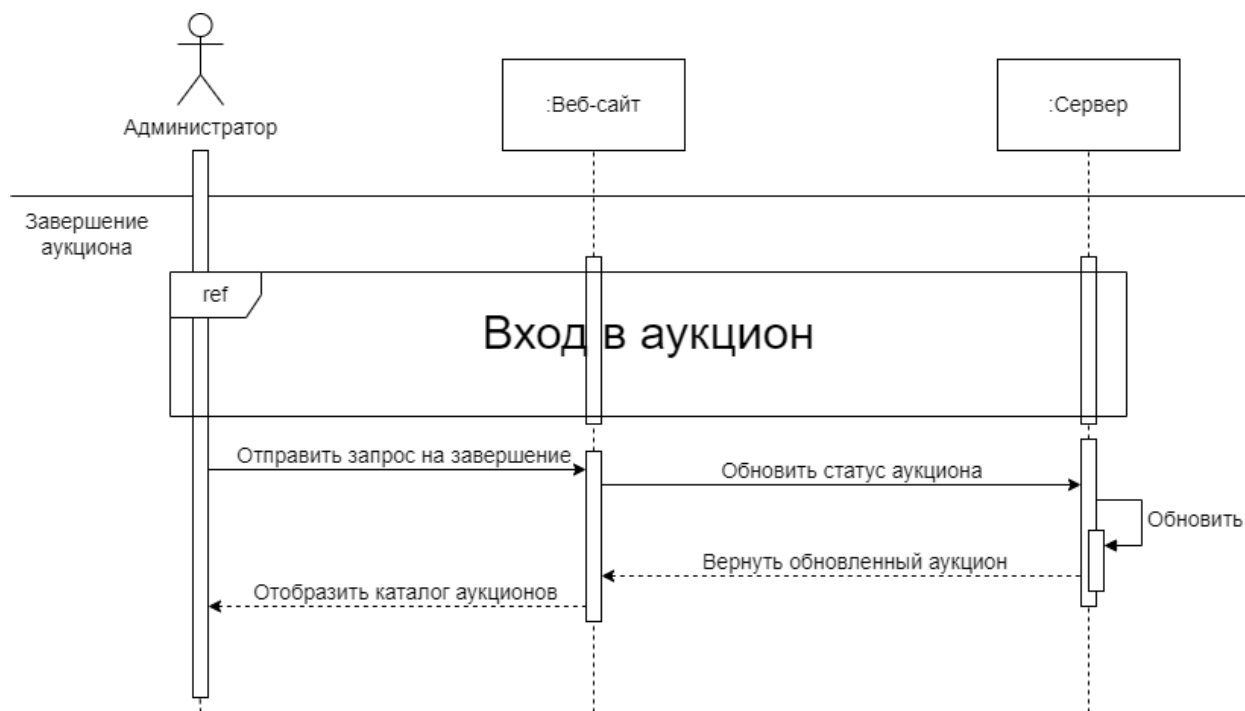 Администратор
:Веб-сайт
:Сервер
Завершение
аукциона
ref
Вход в аукцион
Отправить запрос на завершение
Обновить статус аукциона
Обновить
Вернуть обновленный аукцион
Отобразить каталог аукционов